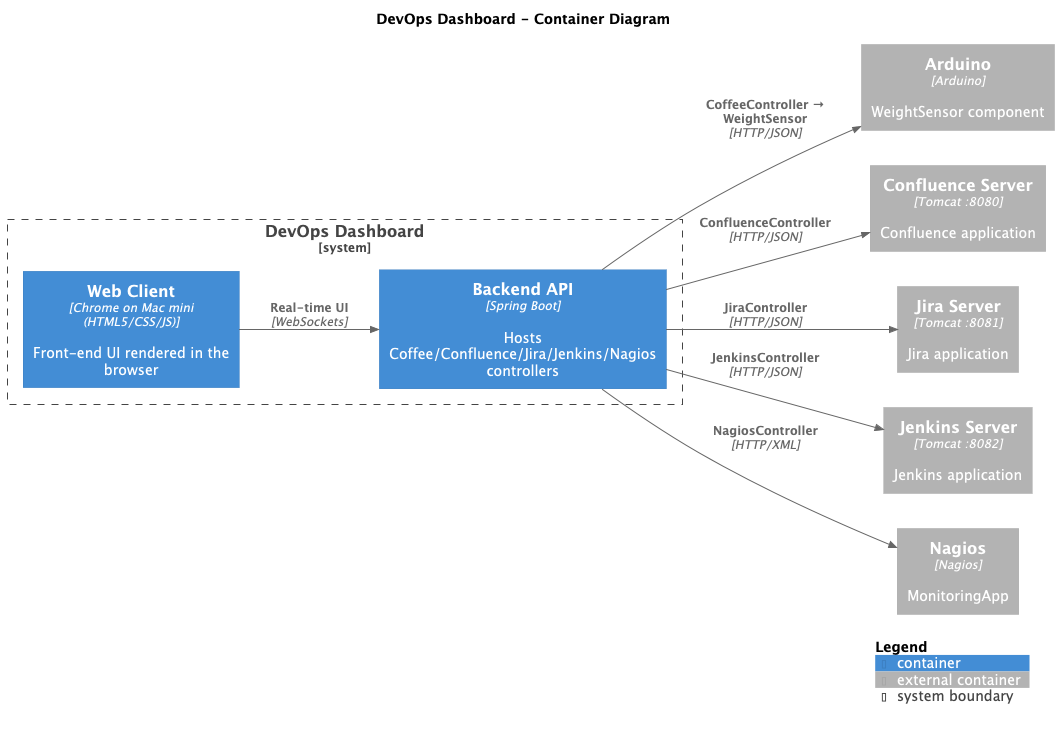 DevOps Dashboard – Container Diagram
DevOps Dashboard
[system]
Web Client
[Chrome on Mac mini
(HTML5/CSS/JS)]
Front-end UI rendered in the
browser
Real-time UI
[WebSockets]
Backend API
[Spring Boot]
Hosts
Coffee/Confluence/Jira/Jenkins/Nagios
controllers
CoffeeController →
WeightSensor
[HTTP/JSON]
ConfluenceController
[HTTP/JSON]
JiraController
[HTTP/JSON]
JenkinsController
[HTTP/JSON]
NagiosController
[HTTP/XML]
Arduino
[Arduino]
WeightSensor component
Confluence Server
[Tomcat :8080]
Confluence application
Jira Server
[Tomcat :8081]
Jira application
Jenkins Server
[Tomcat :8082]
Jenkins application
Nagios
[Nagios]
MonitoringApp
Legend
container
external container
system boundary